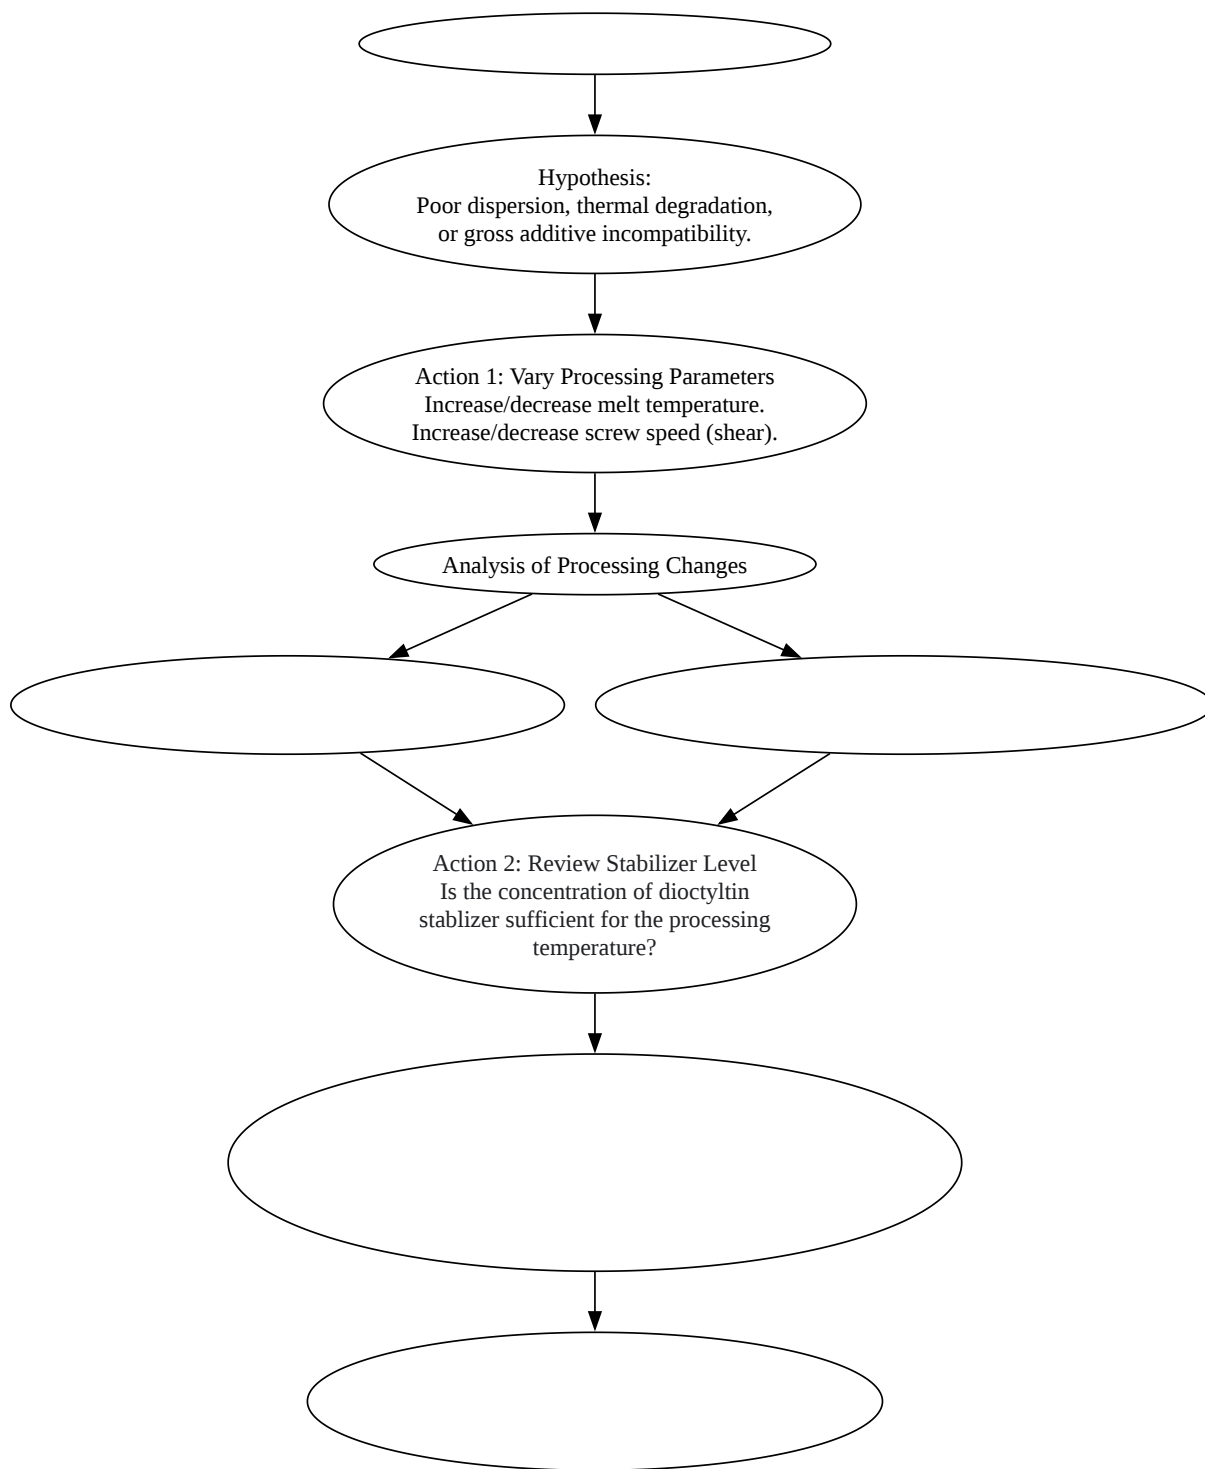 Hypothesis:
Poor dispersion, thermal degradation,
or gross additive incompatibility.
Action 1: Vary Processing Parameters
Increase/decrease melt temperature.
Increase/decrease screw speed (shear).
Analysis of Processing Changes
Action 2: Review Stabilizer Level
Is the concentration of dioctyltin
stablizer sufficient for the processing
temperature?